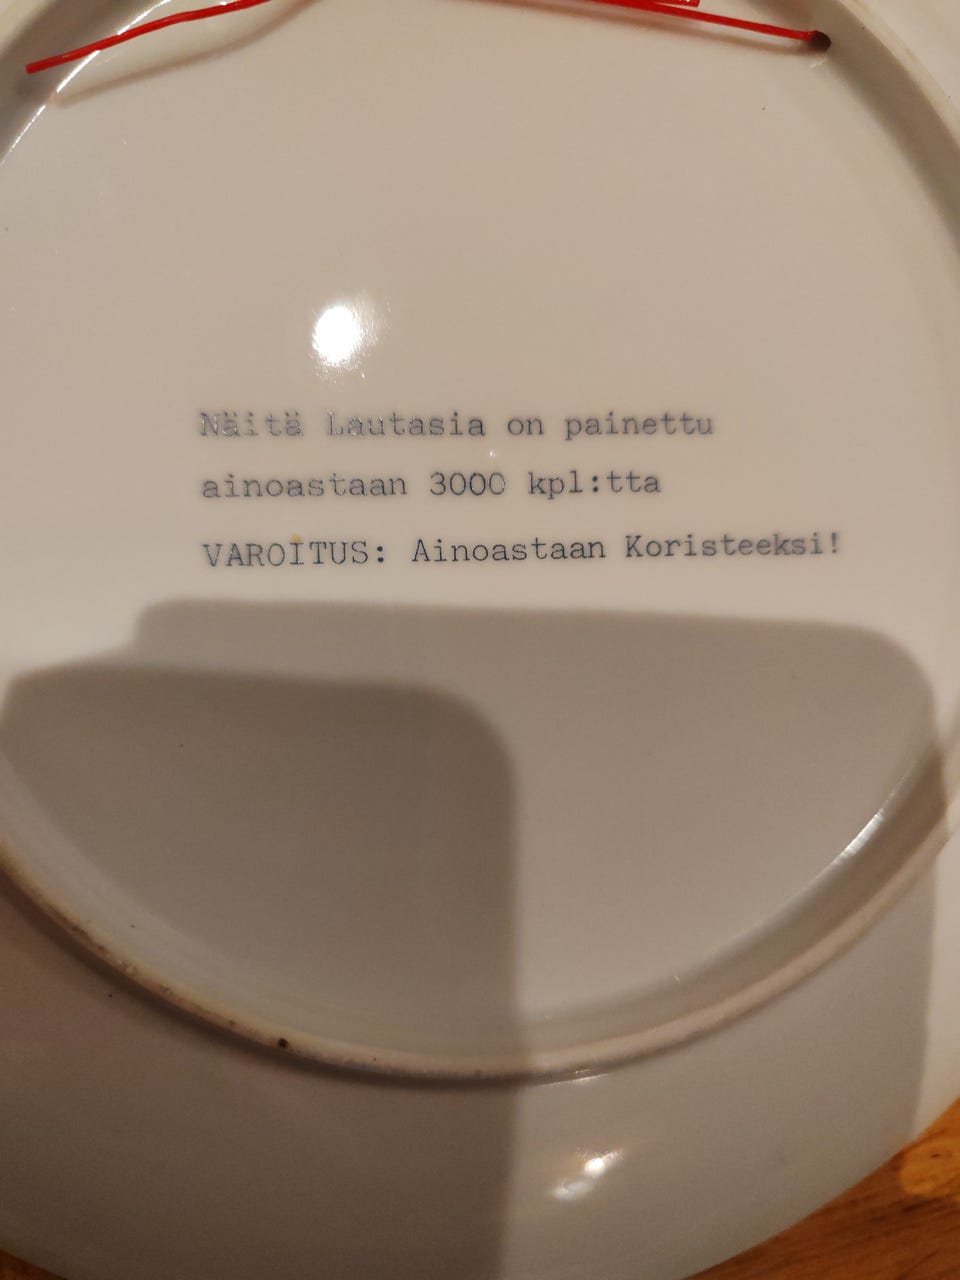 Näitä Lautasia on painettu
ainoastaan 3000 kpl:tta
VAROITUS: Ainoastaan Koristeeksi!